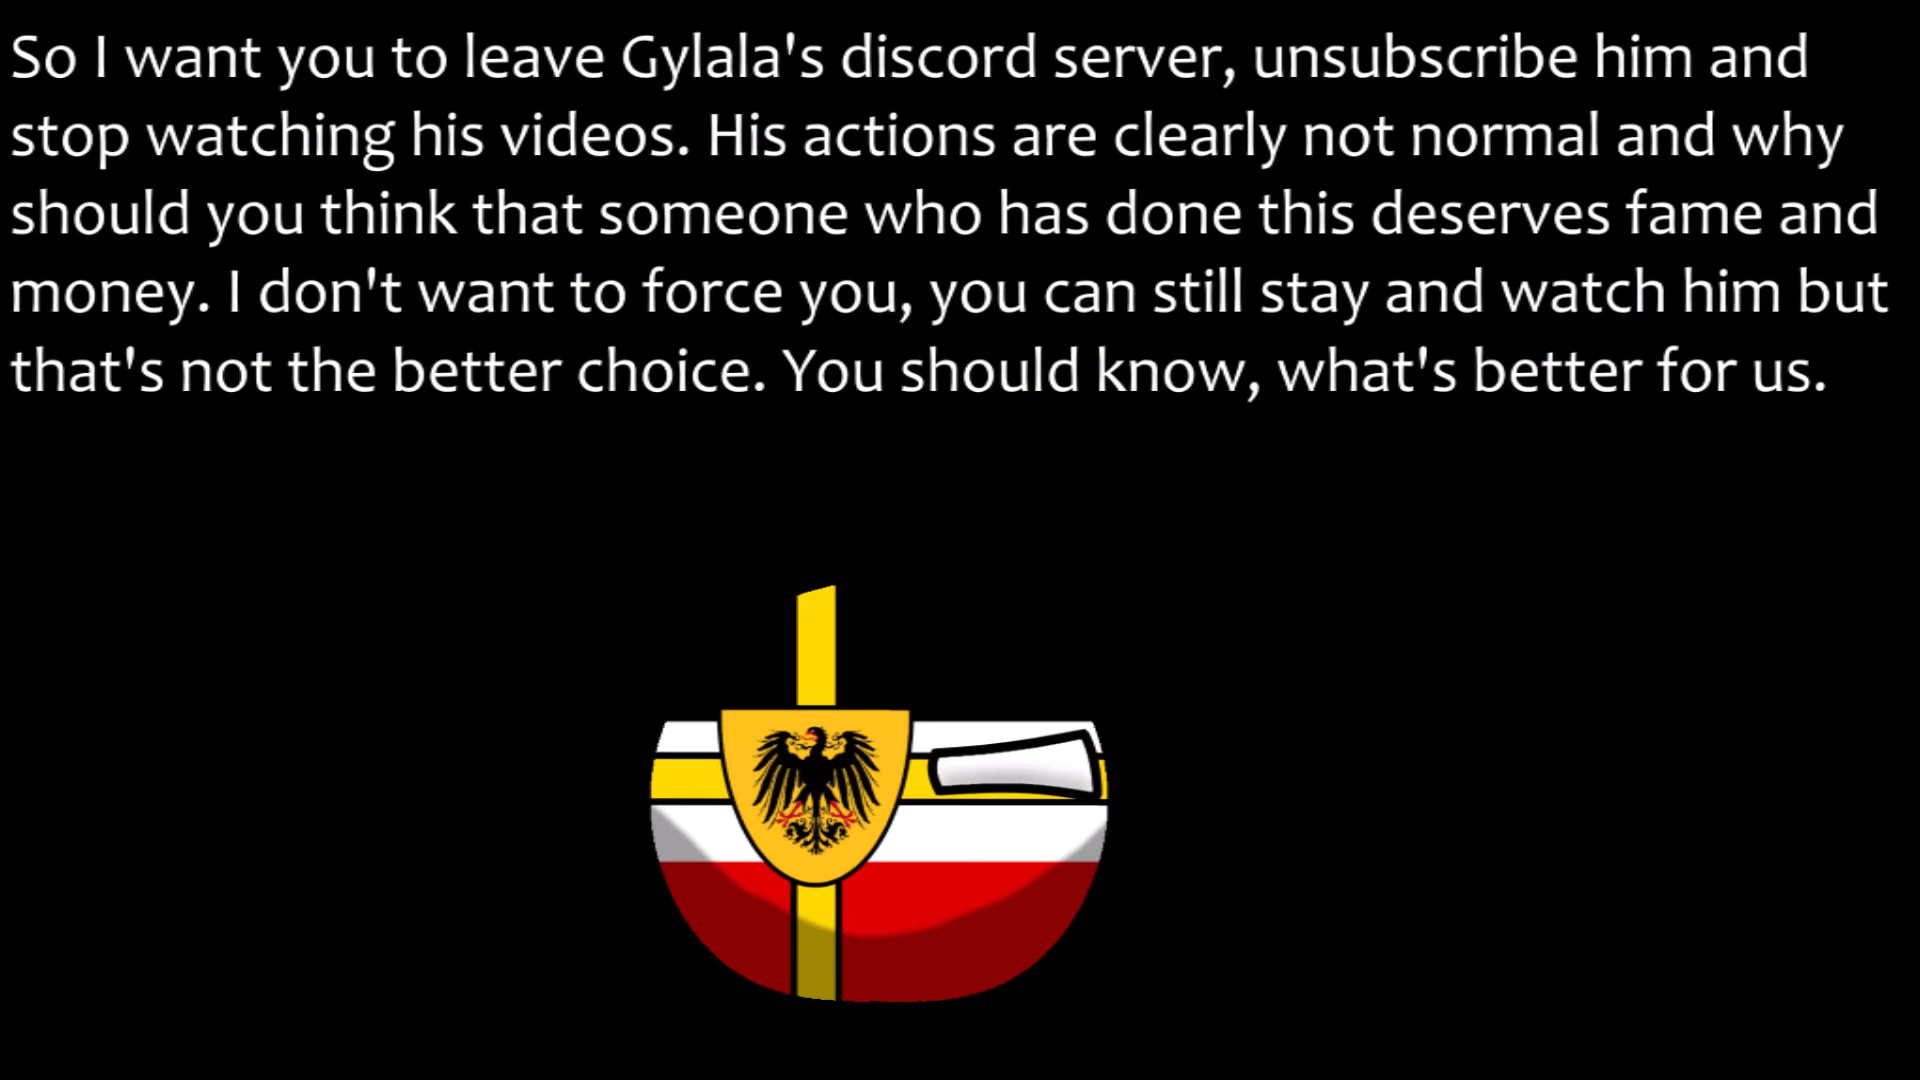 So I want you to leave Gylala's discord server, unsubscribe him and
stop watching his videos. His actions are clearly not normal and why
should you think that someone who has done this deserves fame and
money. I don't want to force you, you can still stay and watch him but
that's not the better choice. You should know, what's better for us.